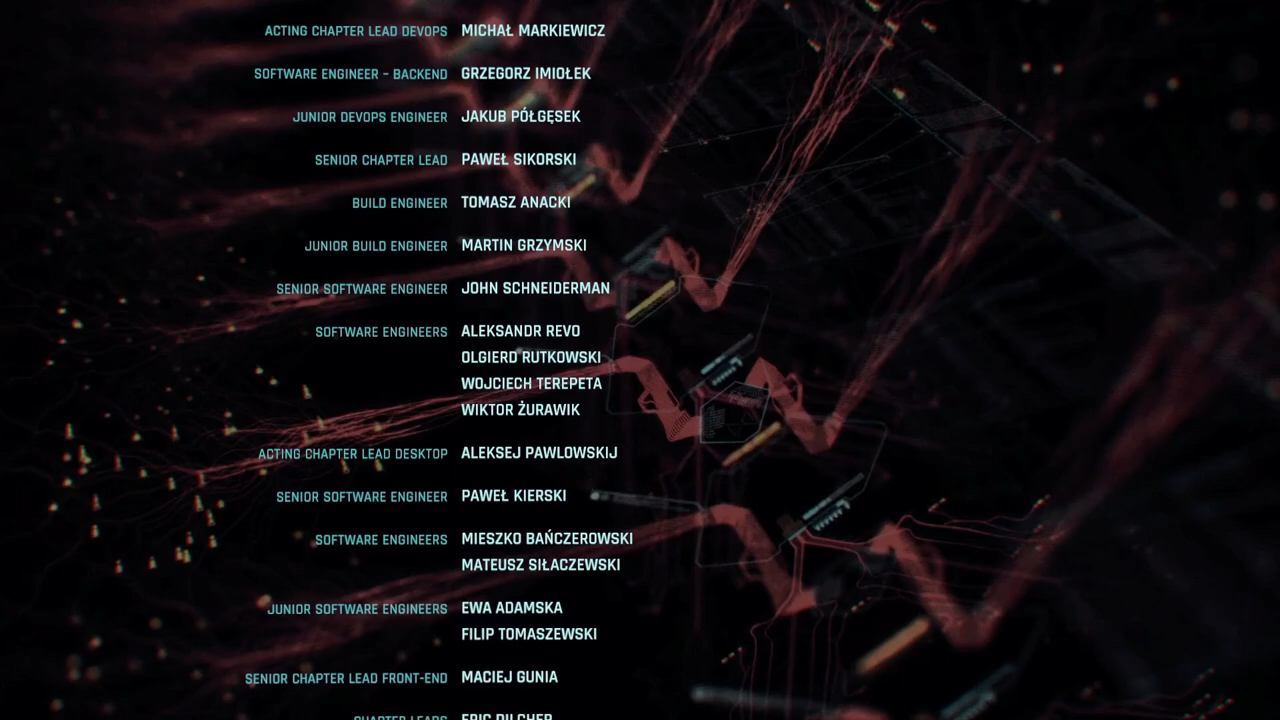 ACTING CHAPTER LEAD DEVOPS MICHAŁ MARKIEWICZ
SOFTWARE ENGINEER – BACKEND GRZEGORZ IMIOŁEK
JUNIOR DEVOPS ENGINEER JAKUB PÓŁGĘSEK
SENIOR CHAPTER LEAD PAWEŁ SIKORSKI
BUILD ENGINEER TOMASZ ANACKI
JUNIOR BUILD ENGINEER MARTIN GRZYMSKI
SENIOR SOFTWARE ENGINEER JOHN SCHNEIDERMAN
SOFTWARE ENGINEERS ALEKSANDR REVO
OLGIERD RUTKOWSKI
WOJCIECH TEREPETA
WIKTOR ŻURAWIK
ACTING CHAPTER LEAD DESKTOP ALEKSEJ PAWLOWSKIJ
SENIOR SOFTWARE ENGINEER PAWEŁ KIERSKI
SOFTWARE ENGINEERS MIESZKO BAŃCZEROWSKI
MATEUSZ SIŁACZEWSKI
JUNIOR SOFTWARE ENGINEERS EWA ADAMSKA
FILIP TOMASZEWSKI
SENIOR CHAPTER LEAD FRONT-END MACIEJ GUNIA
CHAPTER LEADS ERIC PILCHER